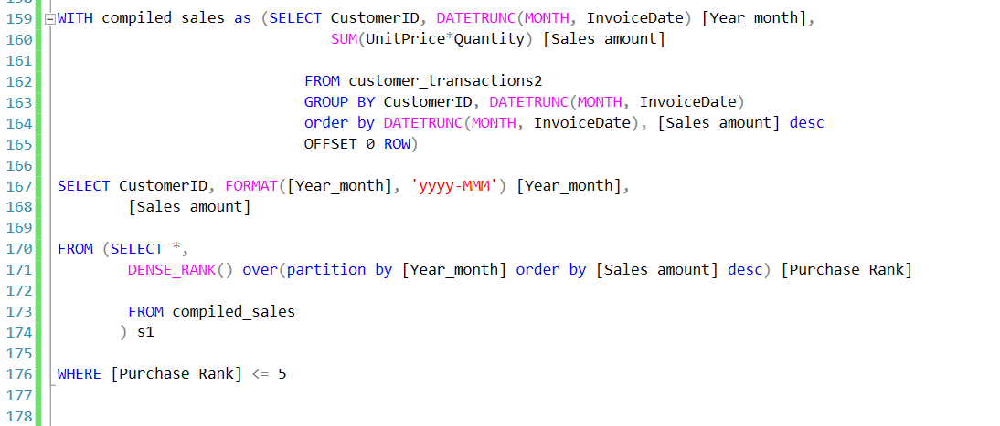 159 WITH compiled_sales as (SELECT CustomerID, DATETRUNC(MONTH, InvoiceDate) [Year_month],
160 SUM(UnitPrice*Quantity) [Sales amount]
161
162 FROM customer_transactions2
163 GROUP BY CustomerID, DATETRUNC(MONTH, InvoiceDate)
164 order by DATETRUNC(MONTH, InvoiceDate), [Sales amount] desc
165 OFFSET 0 ROW)
166
167 SELECT CustomerID, FORMAT([Year_month], 'yyyy-MMM') [Year_month],
168 [Sales amount]
169
170 FROM (SELECT *,
171 DENSE_RANK() over(partition by [Year_month] order by [Sales amount] desc) [Purchase Rank]
172
173 FROM compiled_sales
174 ) s1
175
176 WHERE [Purchase Rank] <= 5
177
178